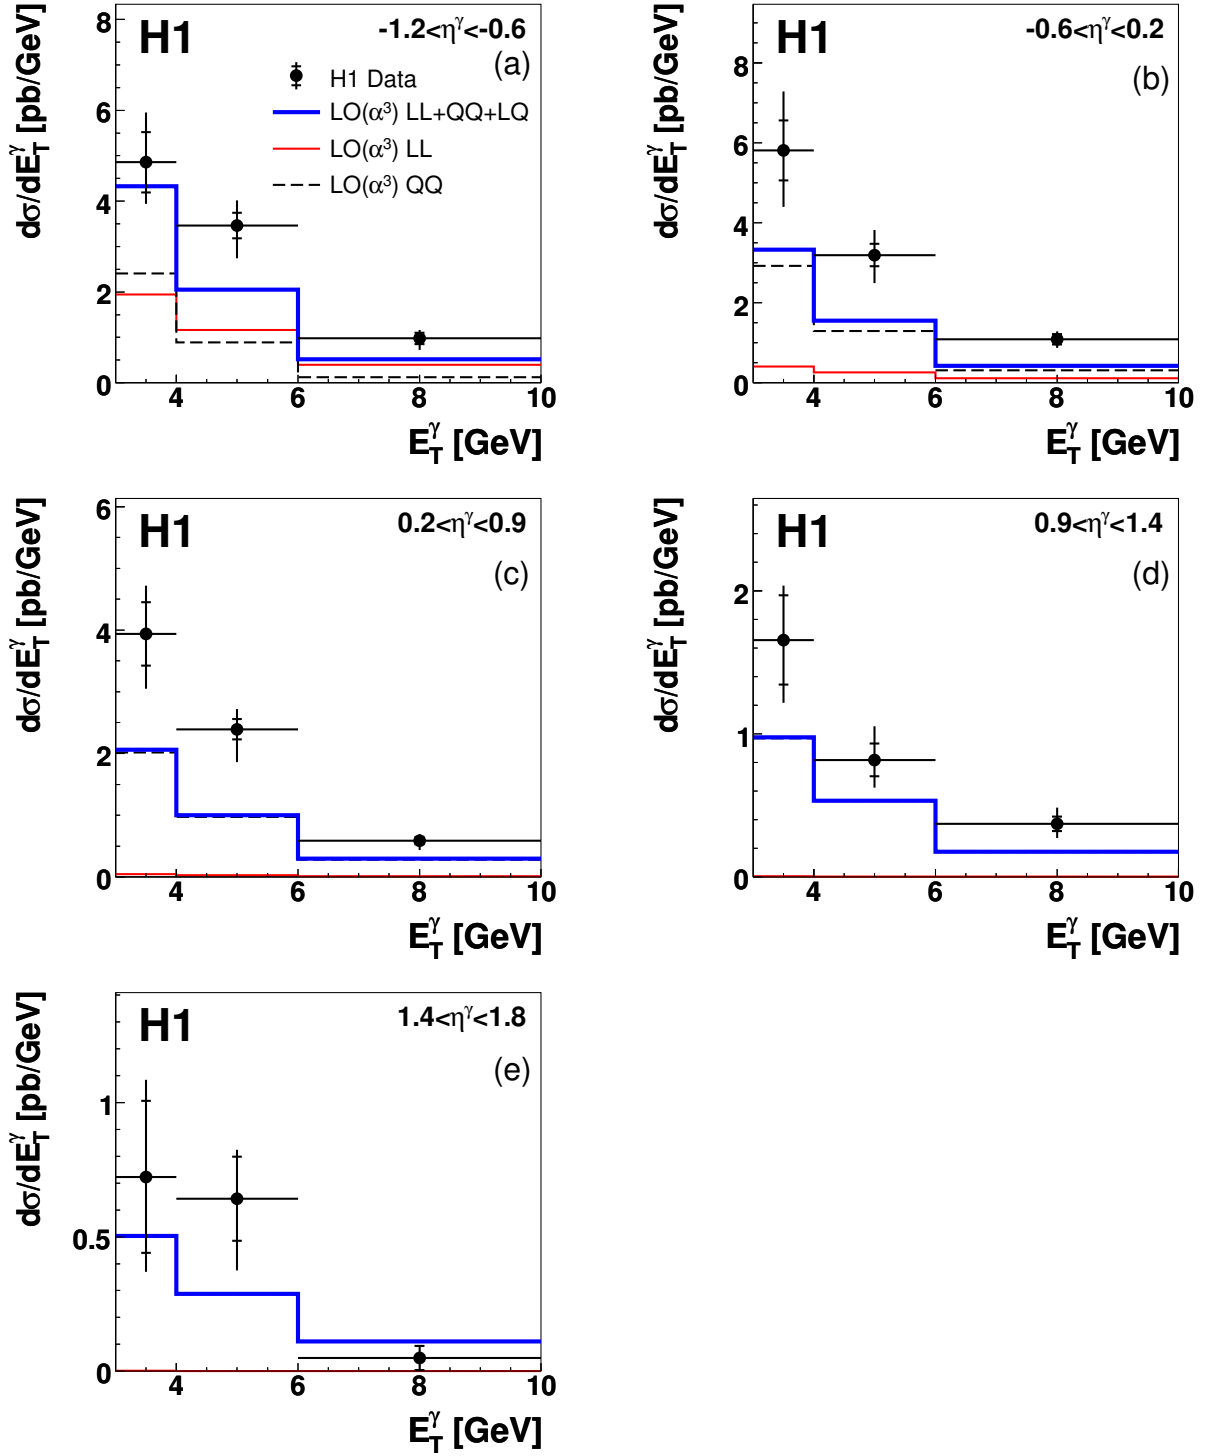 H1
-1.2<η^γ<-0.6
(a)
H1 Data
LO(α³) LL+QQ+LQ
LO(α³) LL
LO(α³) QQ
dσ/dE_T^γ [pb/GeV]
8
6
4
2
0
4 6 8 10
E_T^γ [GeV]
H1
-0.6<η^γ<0.2
(b)
dσ/dE_T^γ [pb/GeV]
8
6
4
2
0
4 6 8 10
E_T^γ [GeV]
H1
0.2<η^γ<0.9
(c)
dσ/dE_T^γ [pb/GeV]
6
4
2
0
4 6 8 10
E_T^γ [GeV]
H1
0.9<η^γ<1.4
(d)
dσ/dE_T^γ [pb/GeV]
2
1
0
4 6 8 10
E_T^γ [GeV]
H1
1.4<η^γ<1.8
(e)
dσ/dE_T^γ [pb/GeV]
1
0.5
0
4 6 8 10
E_T^γ [GeV]